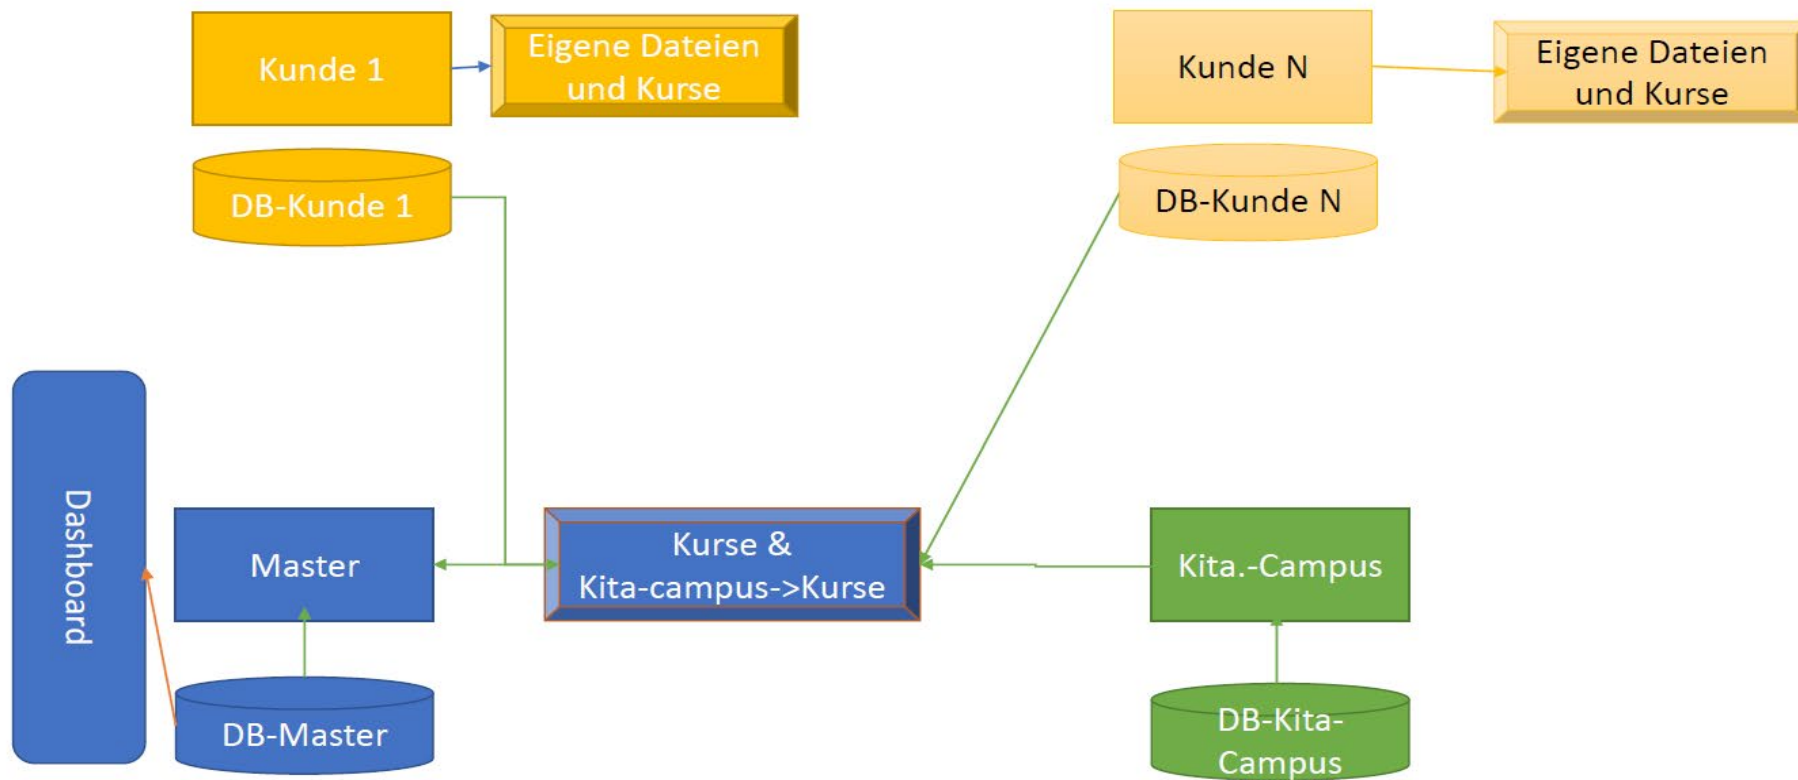 Kunde 1
Eigene Dateien
und Kurse
Kunde N
Eigene Dateien
und Kurse
DB-Kunde 1
DB-Kunde N
Dashboard
Master
Kurse &
Kita-campus->Kurse
Kita.-Campus
DB-Master
DB-Kita-
Campus